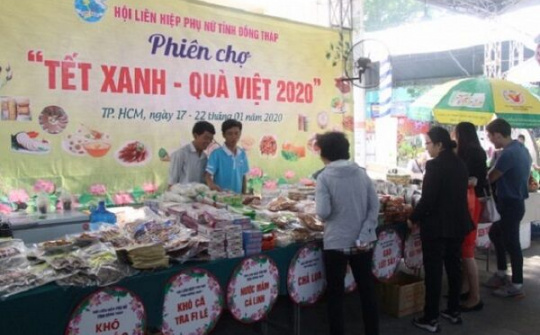 HỘI LIÊN HIỆP PHỤ NỮ TỈNH ĐỒNG THÁP
Phiên chợ
"TẾT XANH - QUÀ VIỆT 2020"
TP. HCM, ngày 17 - 22 tháng 01 năm 2020
KHÔ
KHÔ CÁ
TRA FI LÊ
NƯỚC MẮM
CÁ LINH
CHẢ LỤA